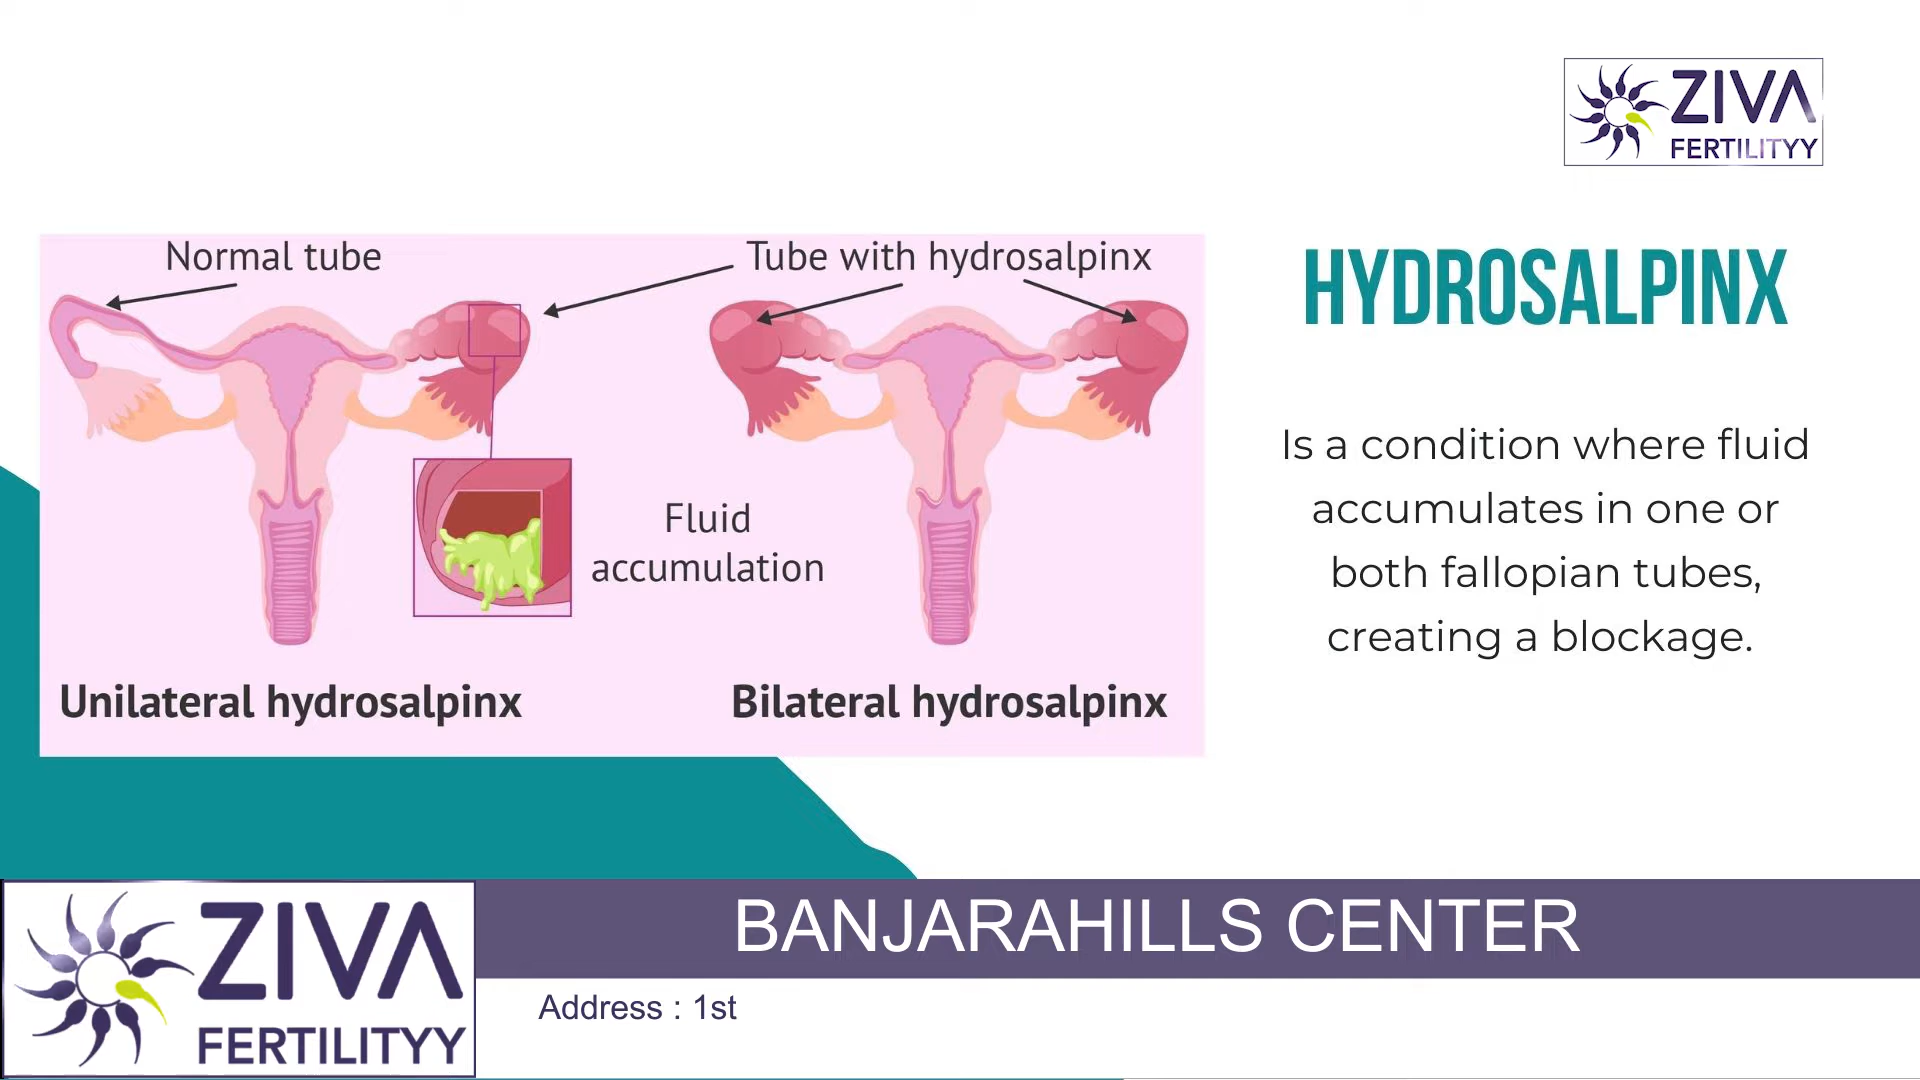 ZIVA
FERTILITYY
Normal tube
Tube with hydrosalpinx
HYDROSALPINX
Is a condition where fluid
accumulates in one or
both fallopian tubes,
creating a blockage.
Fluid
accumulation
Unilateral hydrosalpinx
Bilateral hydrosalpinx
ZIVA
FERTILITYY
BANJARAHILLS CENTER
Address : 1st